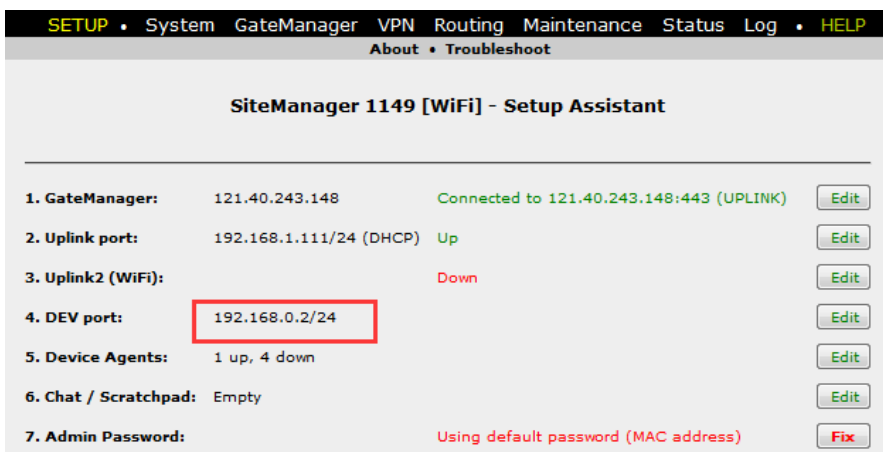 SETUP • System GateManager VPN Routing Maintenance Status Log • HELP
About • Troubleshoot
SiteManager 1149 [WiFi] - Setup Assistant
1. GateManager: 121.40.243.148 Connected to 121.40.243.148:443 (UPLINK) Edit
2. Uplink port: 192.168.1.111/24 (DHCP) Up Edit
3. Uplink2 (WiFi): Down Edit
4. DEV port: 192.168.0.2/24 Edit
5. Device Agents: 1 up, 4 down Edit
6. Chat / Scratchpad: Empty Edit
7. Admin Password: Using default password (MAC address) Fix